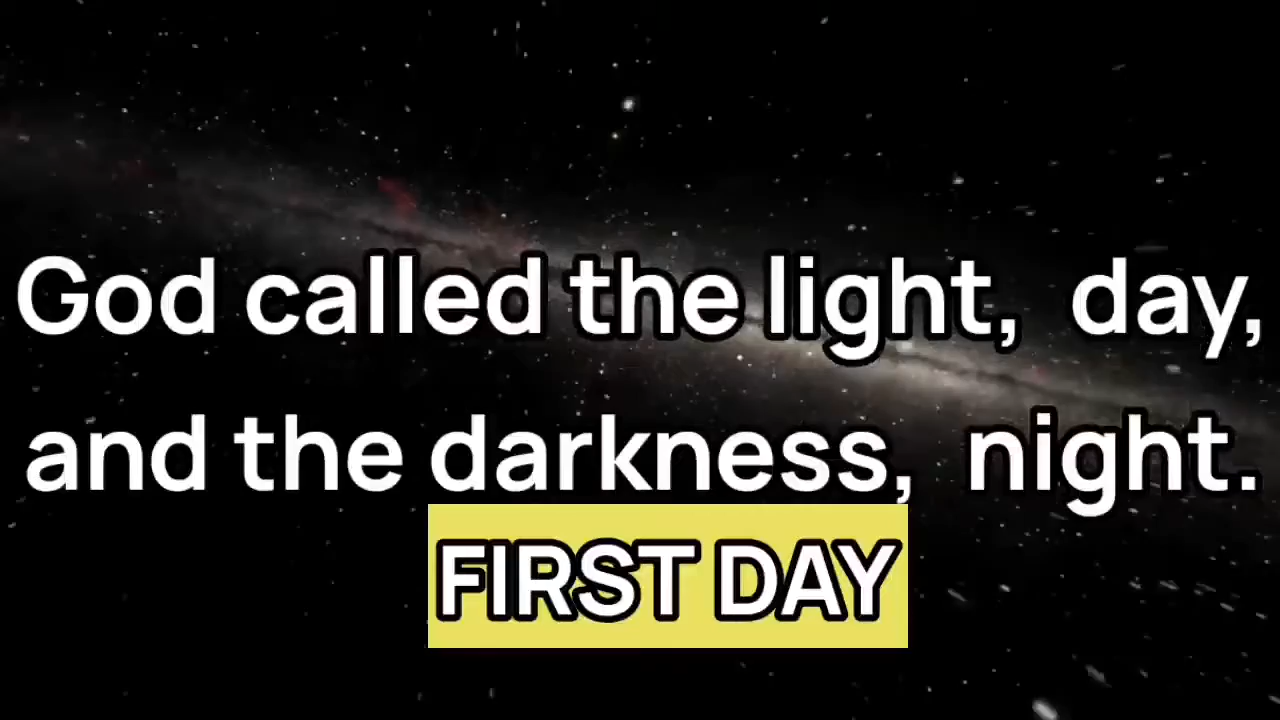 God called the light, day,
and the darkness, night.
FIRST DAY